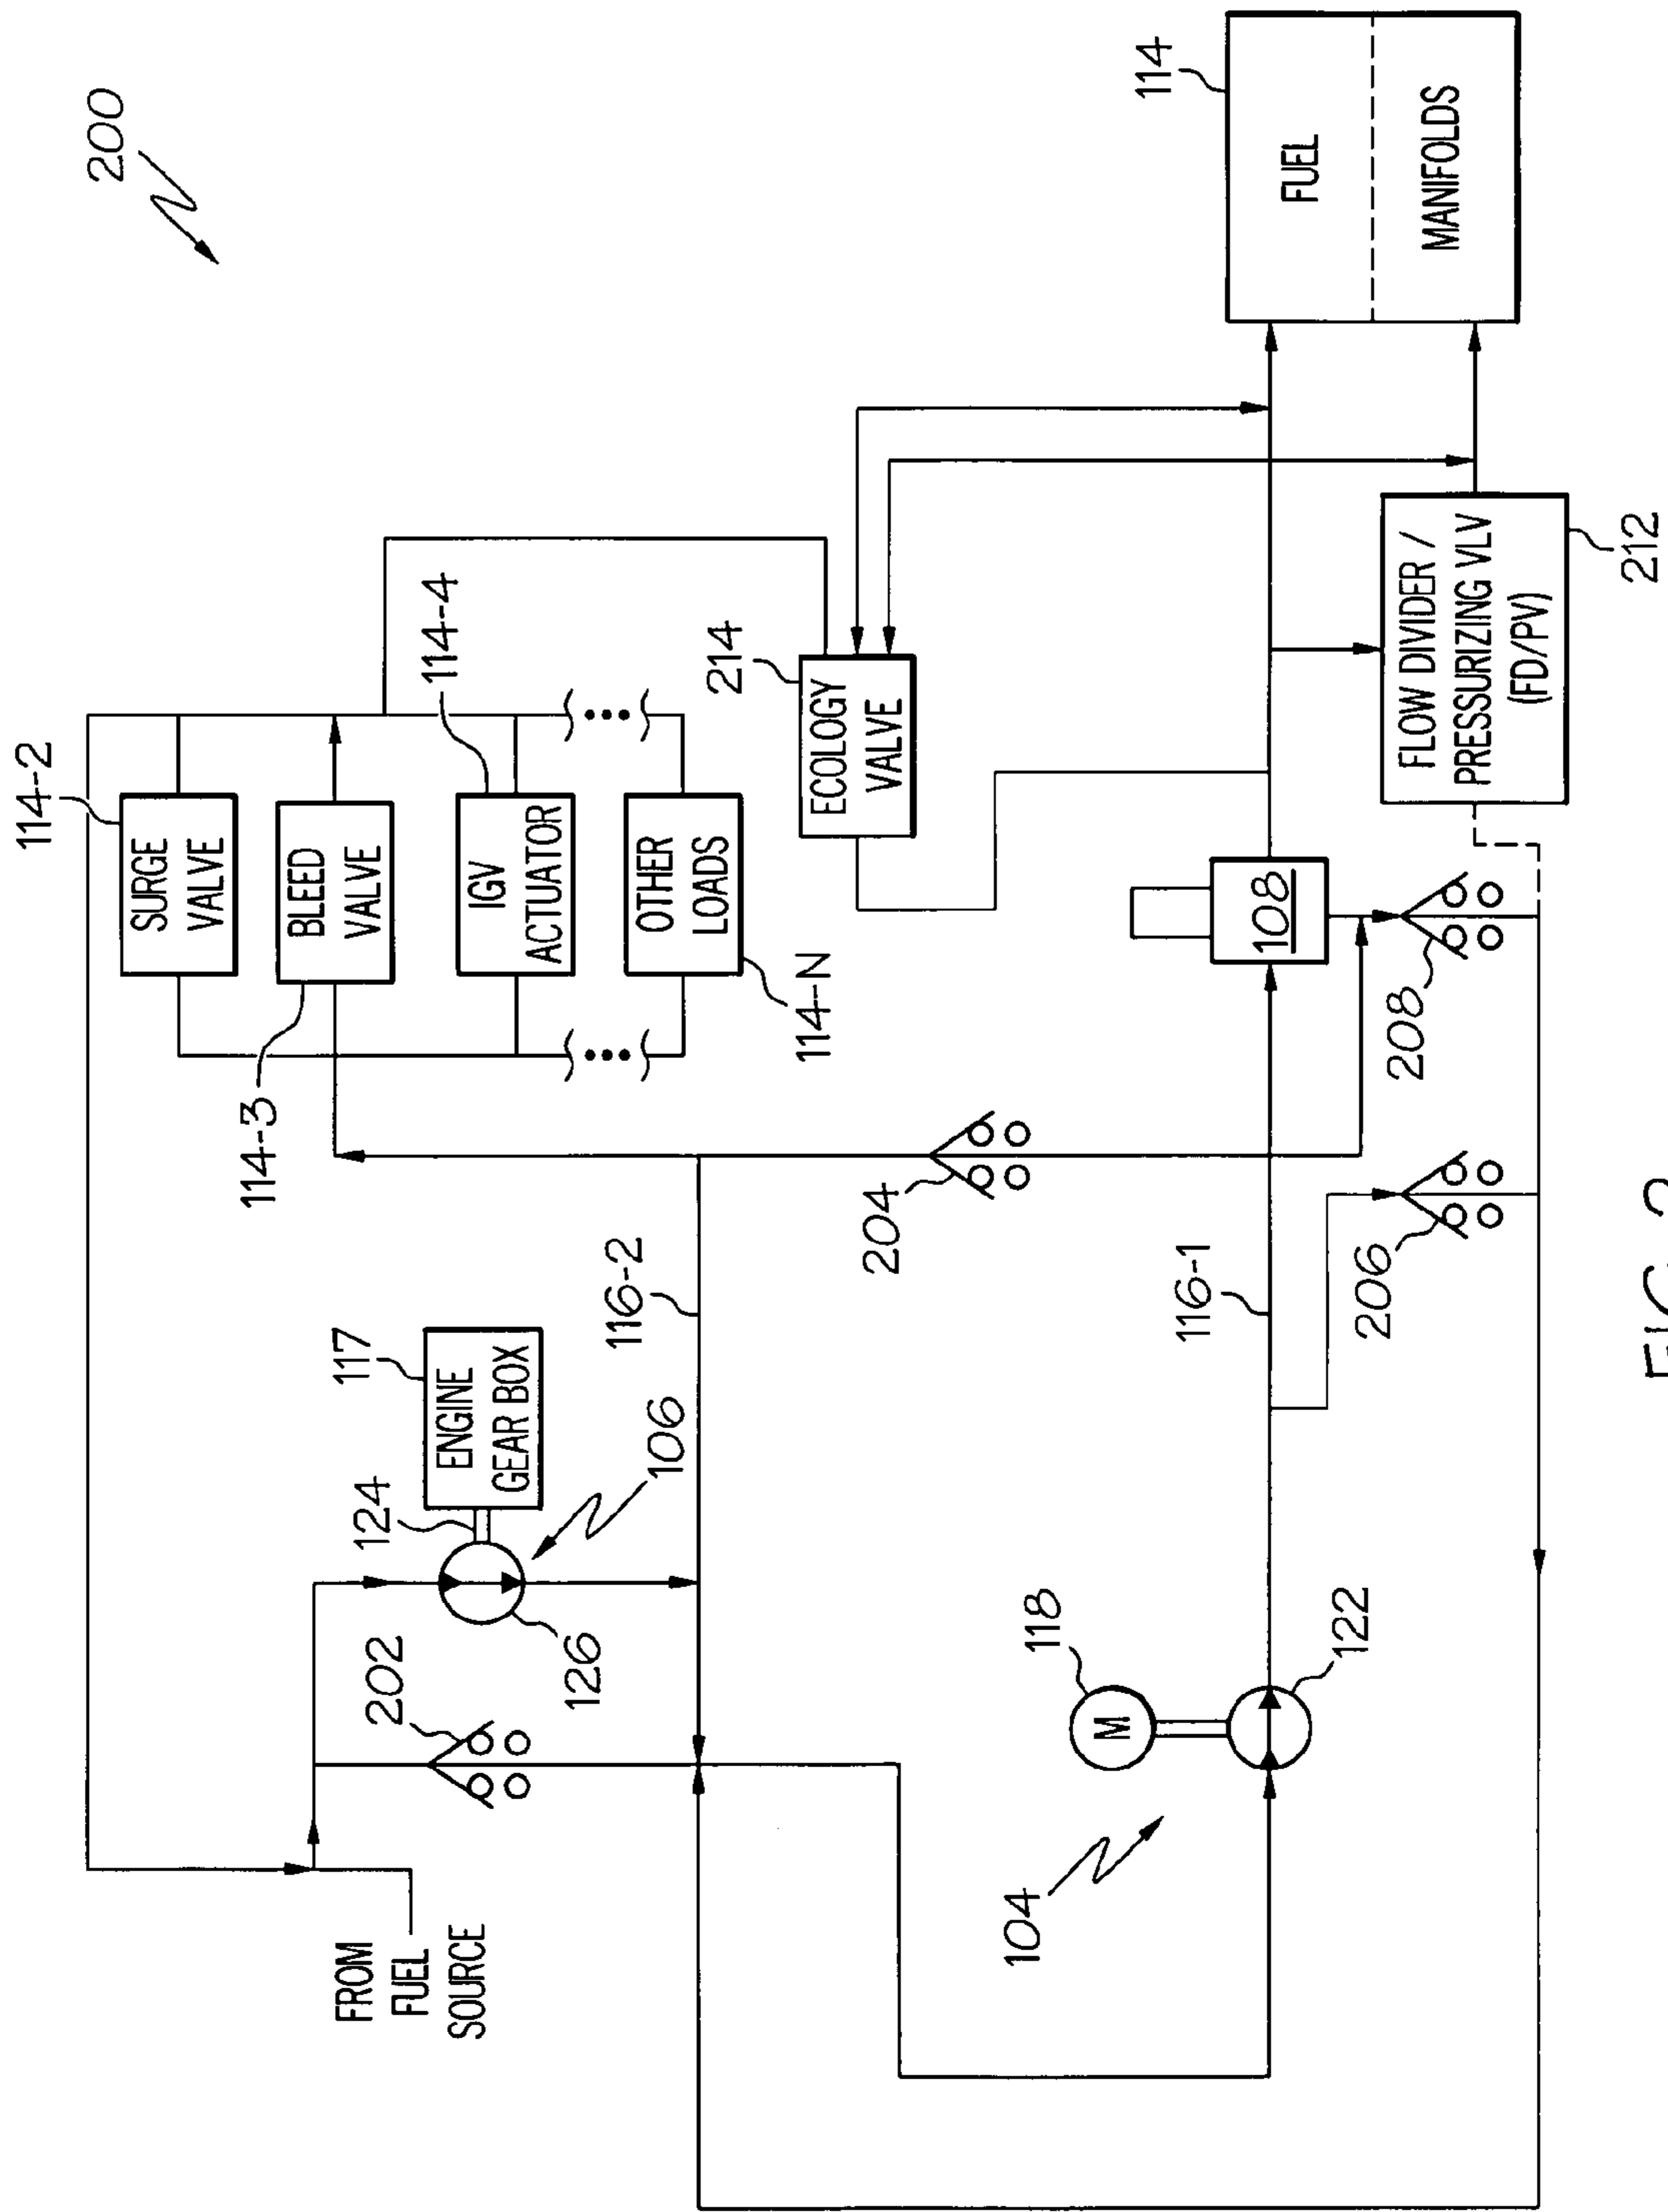 200
114-2
SURGE
VALVE
114-3
BLEED
VALVE
114-4
IGV
ACTUATOR
OTHER
LOADS
114-N
FROM
FUEL
SOURCE
202
124
117
ENGINE
GEAR BOX
126
106
116-2
204
214
ECOLOGY
VALVE
114
FUEL
MANIFOLDS
118
M
104
122
116-1
108
206
208
FLOW DIVIDER /
PRESSURIZING VLV
(FD/PV)
212